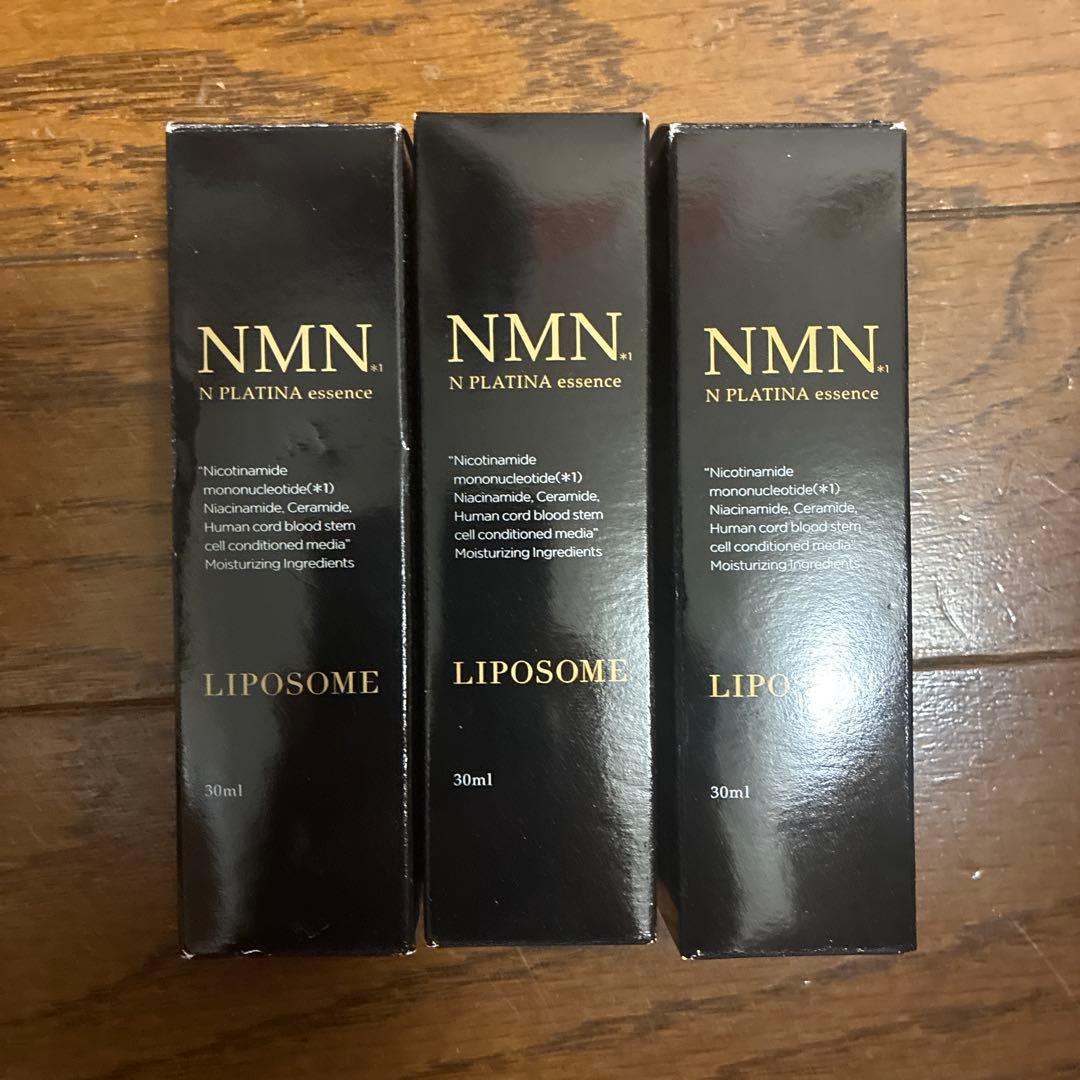 NMN*1
N PLATINA essence
"Nicotinamide
mononucleotide(*1)
Niacinamide, Ceramide,
Human cord blood stem
cell conditioned media"
Moisturizing Ingredients
LIPOSOME
30ml
NMN*1
N PLATINA essence
"Nicotinamide
mononucleotide(*1)
Niacinamide, Ceramide,
Human cord blood stem
cell conditioned media"
Moisturizing Ingredients
LIPOSOME
30ml
NMN*1
N PLATINA essence
"Nicotinamide
mononucleotide(*1)
Niacinamide, Ceramide,
Human cord blood stem
cell conditioned media"
Moisturizing Ingredients
LIPOSOME
30ml